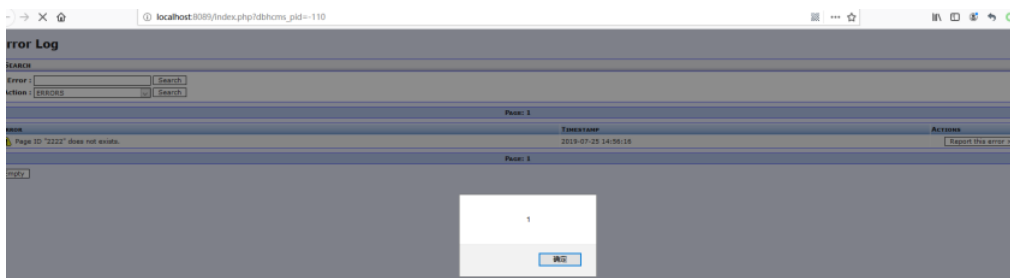 localhost:8089/index.php?dbhcms_pid=-110
rror Log
SEARCH
Error : Search
Action : ERRORS Search
PAGE: 1
ERROR TIMESTAMP ACTIONS
Page ID "2222" does not exists. 2019-07-25 14:56:16 Report this error
PAGE: 1
Empty
1
确定